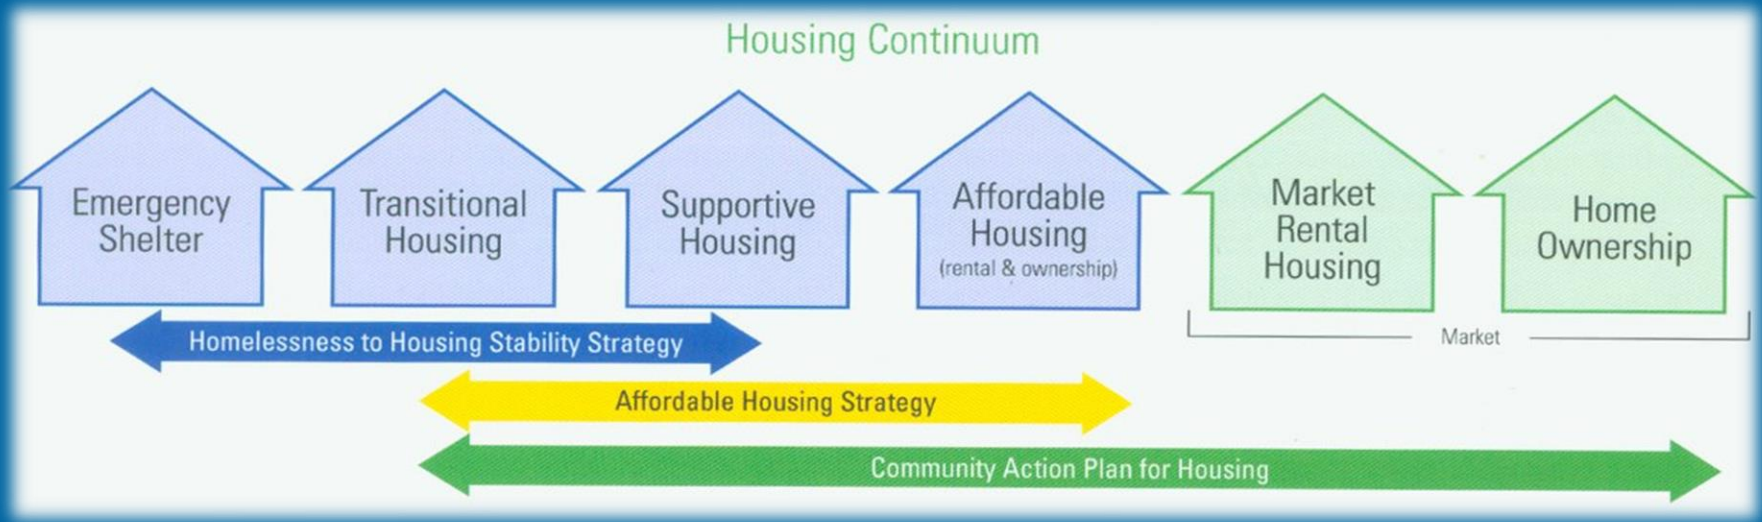 Housing Continuum
Emergency
Shelter
Transitional
Housing
Supportive
Housing
Affordable
Housing
(rental & ownership)
Market
Rental
Housing
Home
Ownership
Homelessness to Housing Stability Strategy
Market
Affordable Housing Strategy
Community Action Plan for Housing